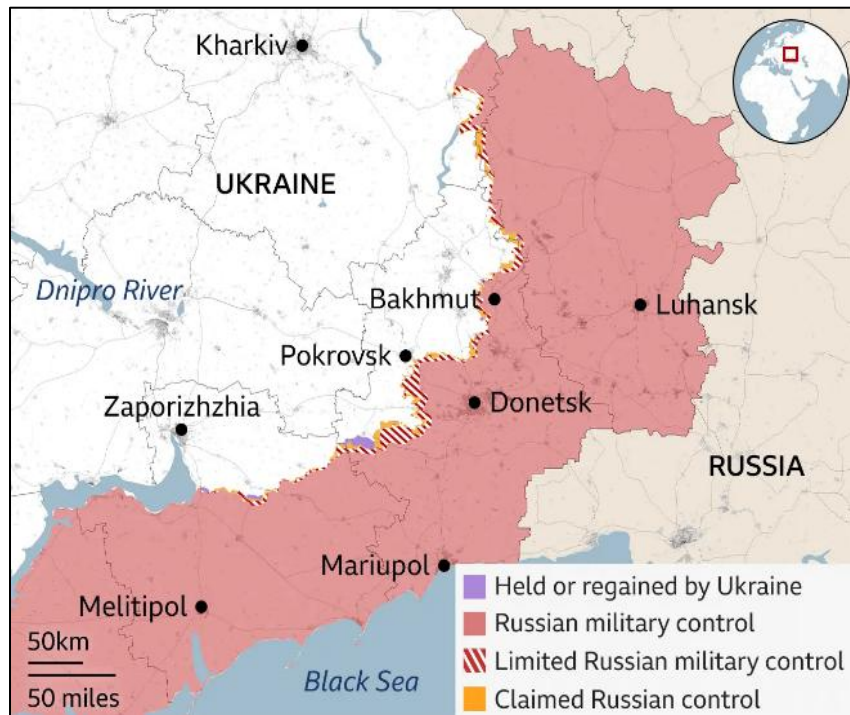 Kharkiv
UKRAINE
Dnipro River
Bakhmut
Luhansk
Pokrovsk
Zaporizhzhia
Donetsk
RUSSIA
Mariupol
Melitipol
50km
50 miles
Black Sea
Held or regained by Ukraine
Russian military control
Limited Russian military control
Claimed Russian control